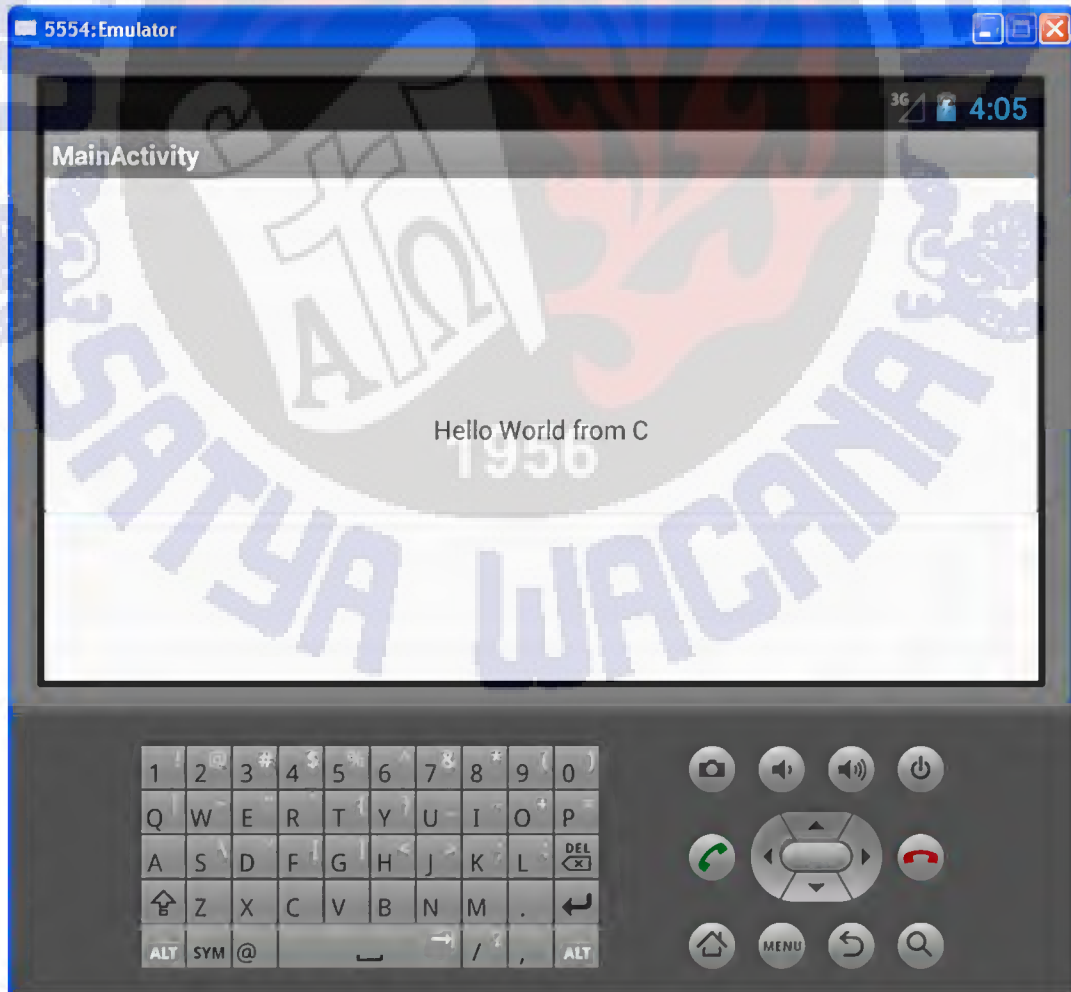 5554:Emulator
3G 4:05
MainActivity
Α Ω
Hello World from C
1956
SATYA WACANA
1 ! 2 @ 3 # 4 $ 5 % 6 ^ 7 & 8 * 9 ( 0 )
Q W E R T Y U I O + P =
A S D F G H < J > K L DEL
Z X C V B N M .
ALT SYM @ / ? , ALT
MENU